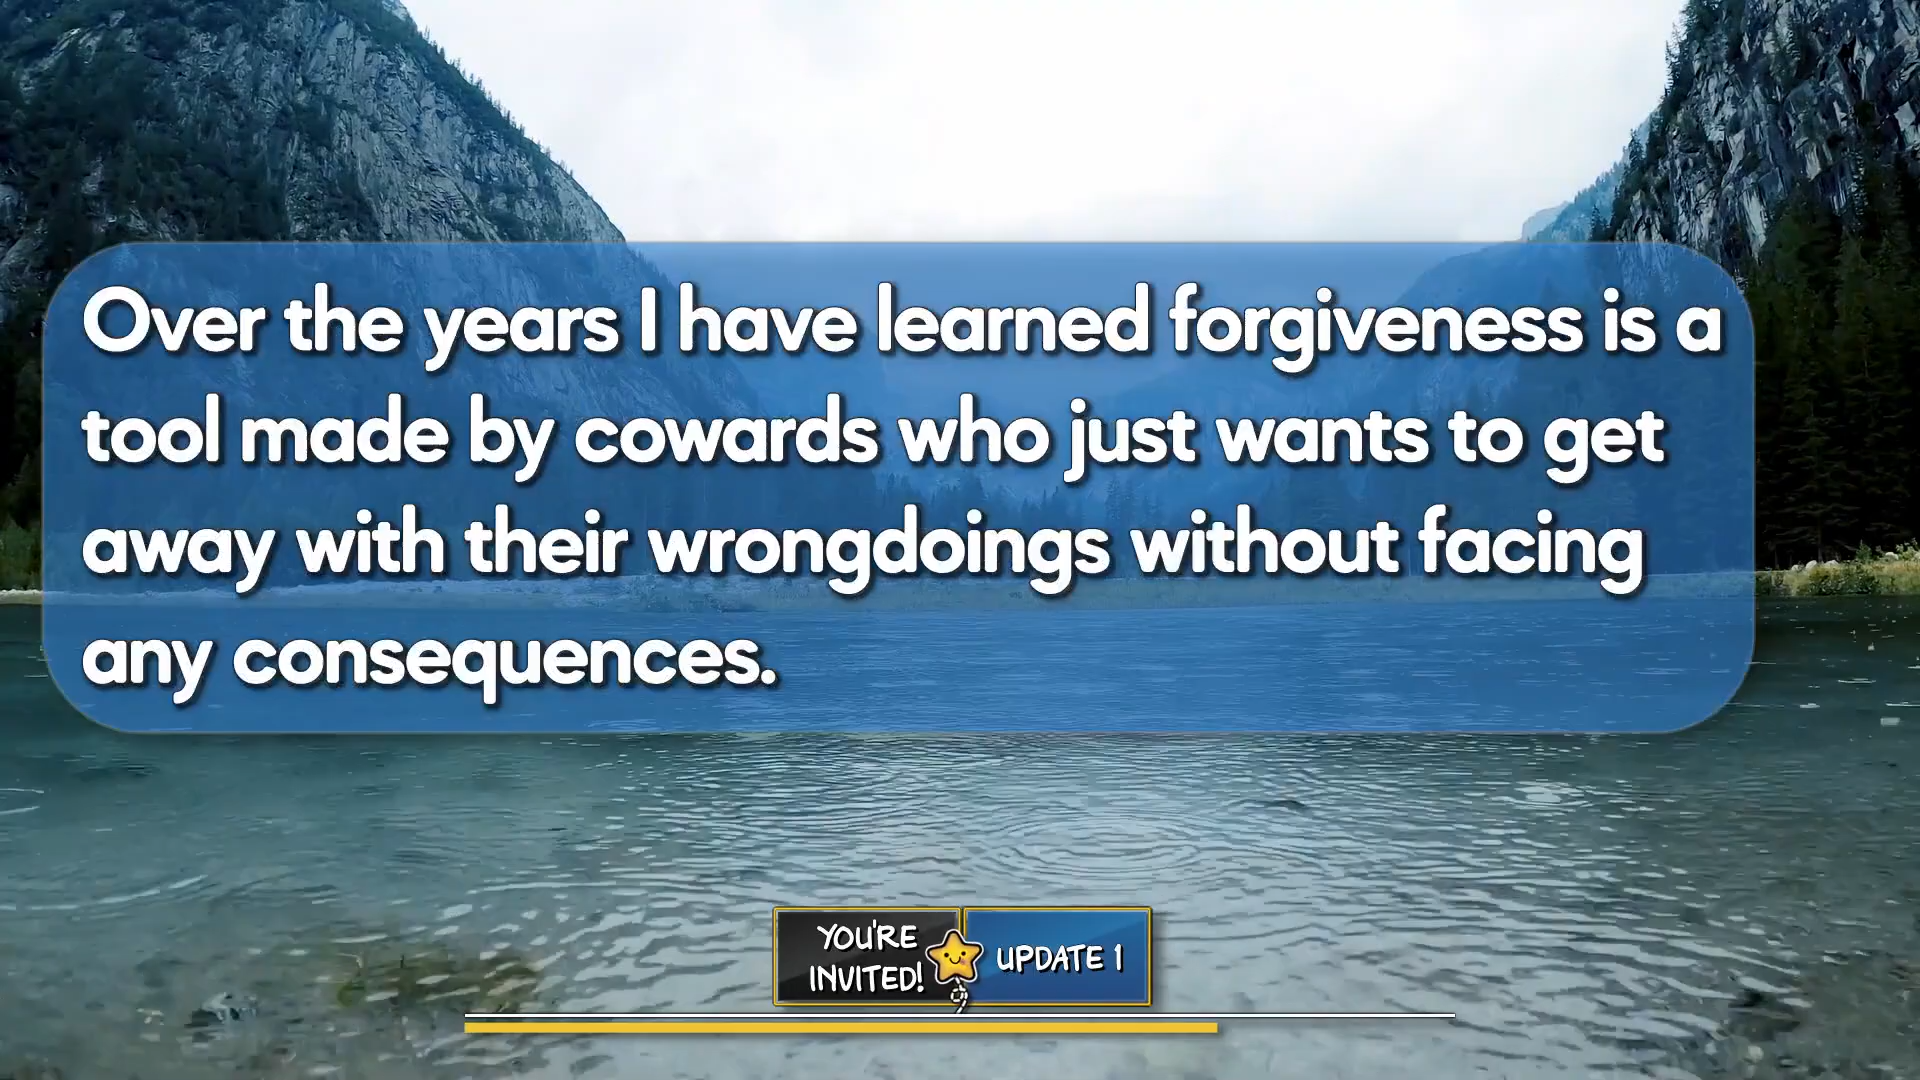 Over the years I have learned forgiveness is a
tool made by cowards who just wants to get
away with their wrongdoings without facing
any consequences.
YOU'RE
INVITED!
UPDATE 1